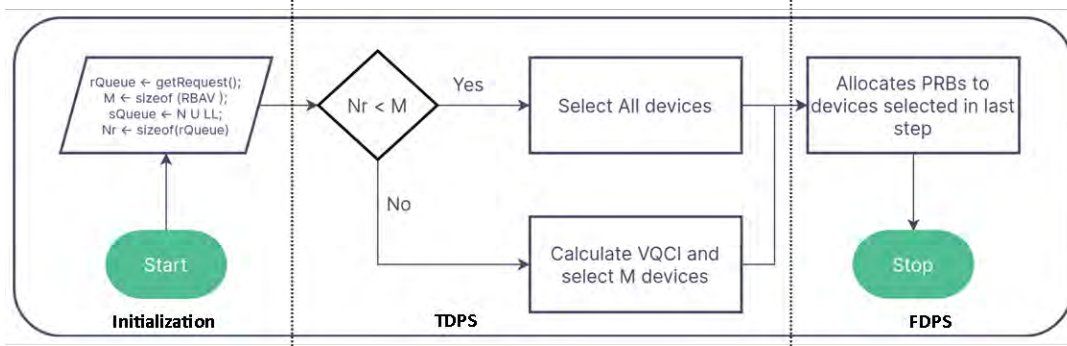 rQueue ← getRequest();
M ← sizeof (RBAV );
sQueue ← N U LL;
Nr ← sizeof(rQueue)
Start
Initialization
Nr < M
Yes
No
Select All devices
Calculate VQCI and
select M devices
TDPS
Allocates PRBs to
devices selected in last
step
Stop
FDPS